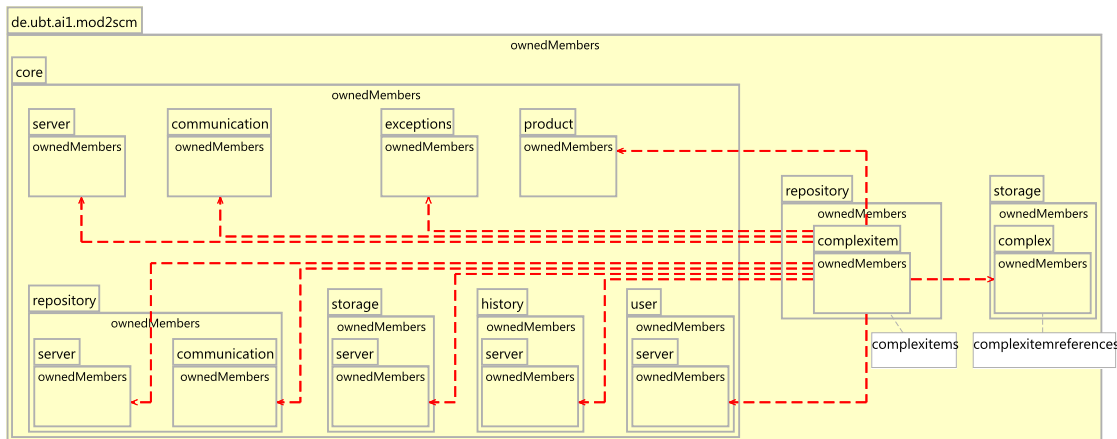 de.ubt.ai1.mod2scm
ownedMembers
core
ownedMembers
server
communication
exceptions
product
ownedMembers
ownedMembers
ownedMembers
ownedMembers
repository
storage
ownedMembers
ownedMembers
complexitem
complex
ownedMembers
ownedMembers
repository
storage
history
user
ownedMembers
ownedMembers
ownedMembers
ownedMembers
server
communication
server
server
server
ownedMembers
ownedMembers
ownedMembers
ownedMembers
ownedMembers
complexitems
complexitemreferences